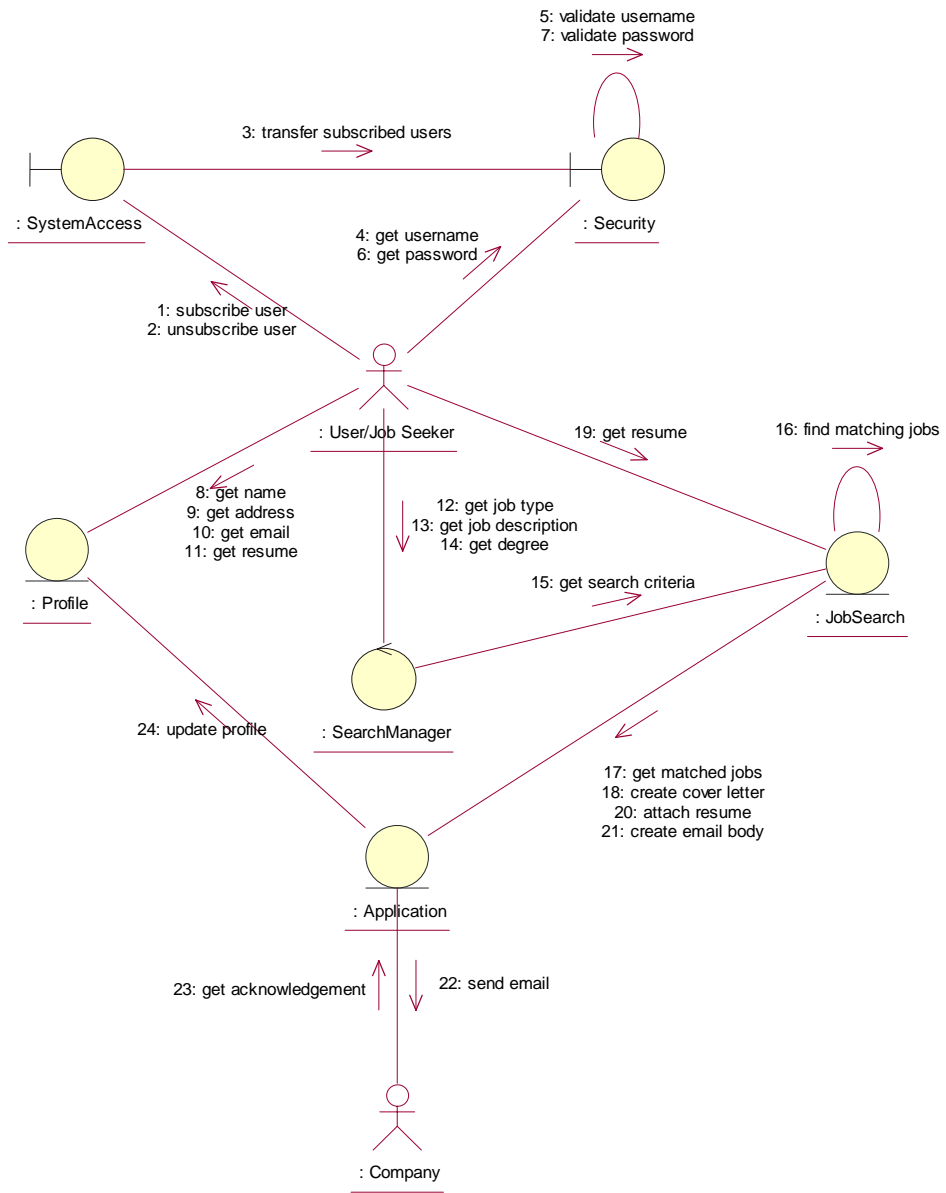 5: validate username
7: validate password
3: transfer subscribed users
: SystemAccess
: Security
4: get username
6: get password
1: subscribe user
2: unsubscribe user
: User/Job Seeker
19: get resume
16: find matching jobs
8: get name
9: get address
10: get email
11: get resume
12: get job type
13: get job description
14: get degree
15: get search criteria
: Profile
: JobSearch
24: update profile
: SearchManager
17: get matched jobs
18: create cover letter
20: attach resume
21: create email body
: Application
23: get acknowledgement
22: send email
: Company